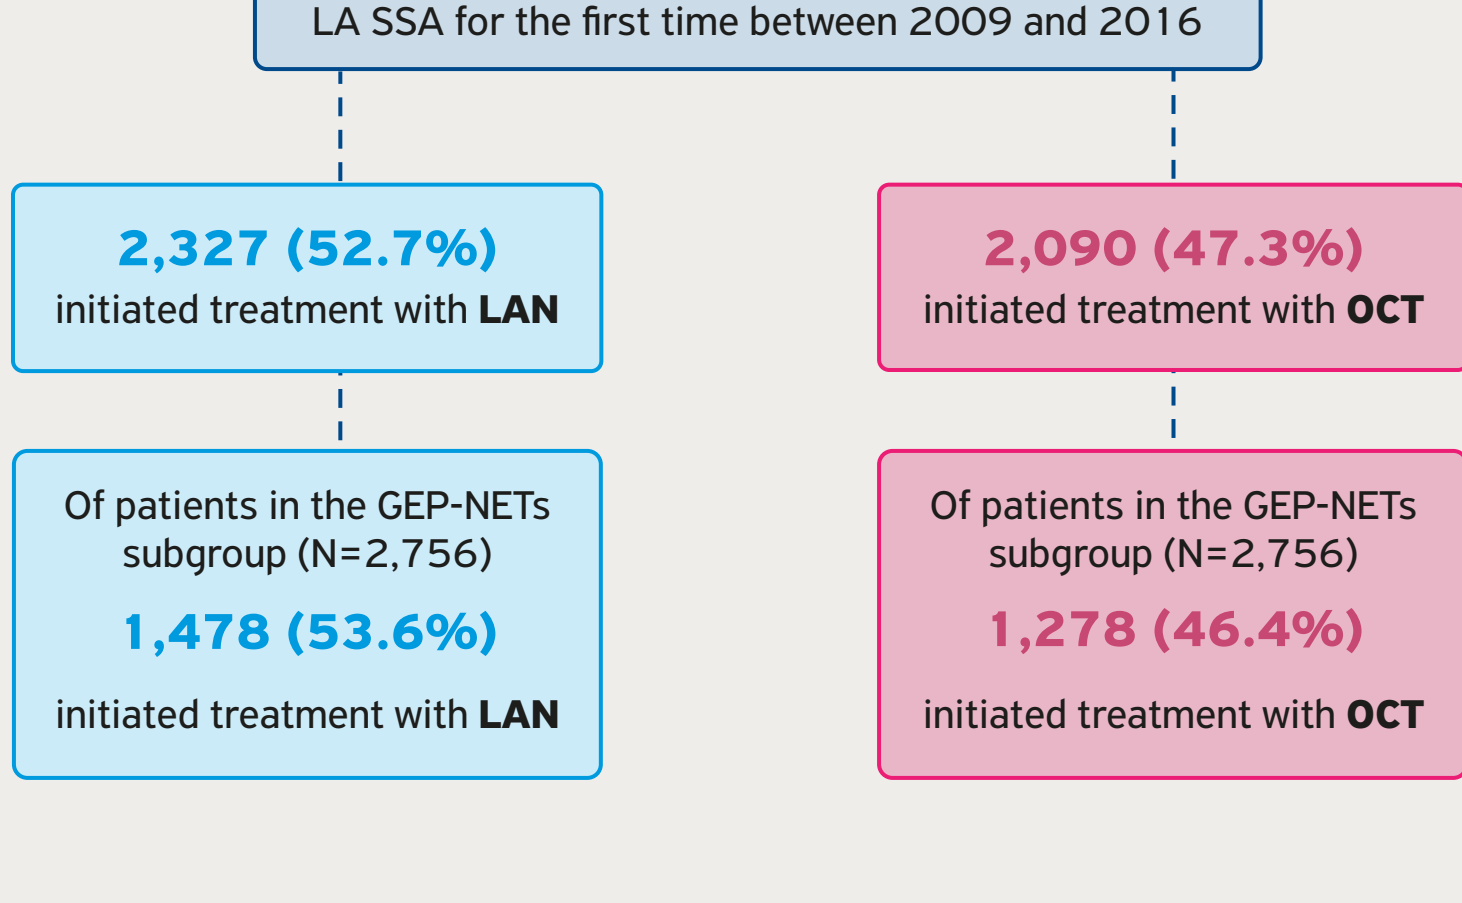 LA SSA for the first time between 2009 and 2016
2,327 (52.7%)
initiated treatment with LAN
2,090 (47.3%)
initiated treatment with OCT
Of patients in the GEP-NETs
subgroup (N=2,756)
1,478 (53.6%)
initiated treatment with LAN
Of patients in the GEP-NETs
subgroup (N=2,756)
1,278 (46.4%)
initiated treatment with OCT